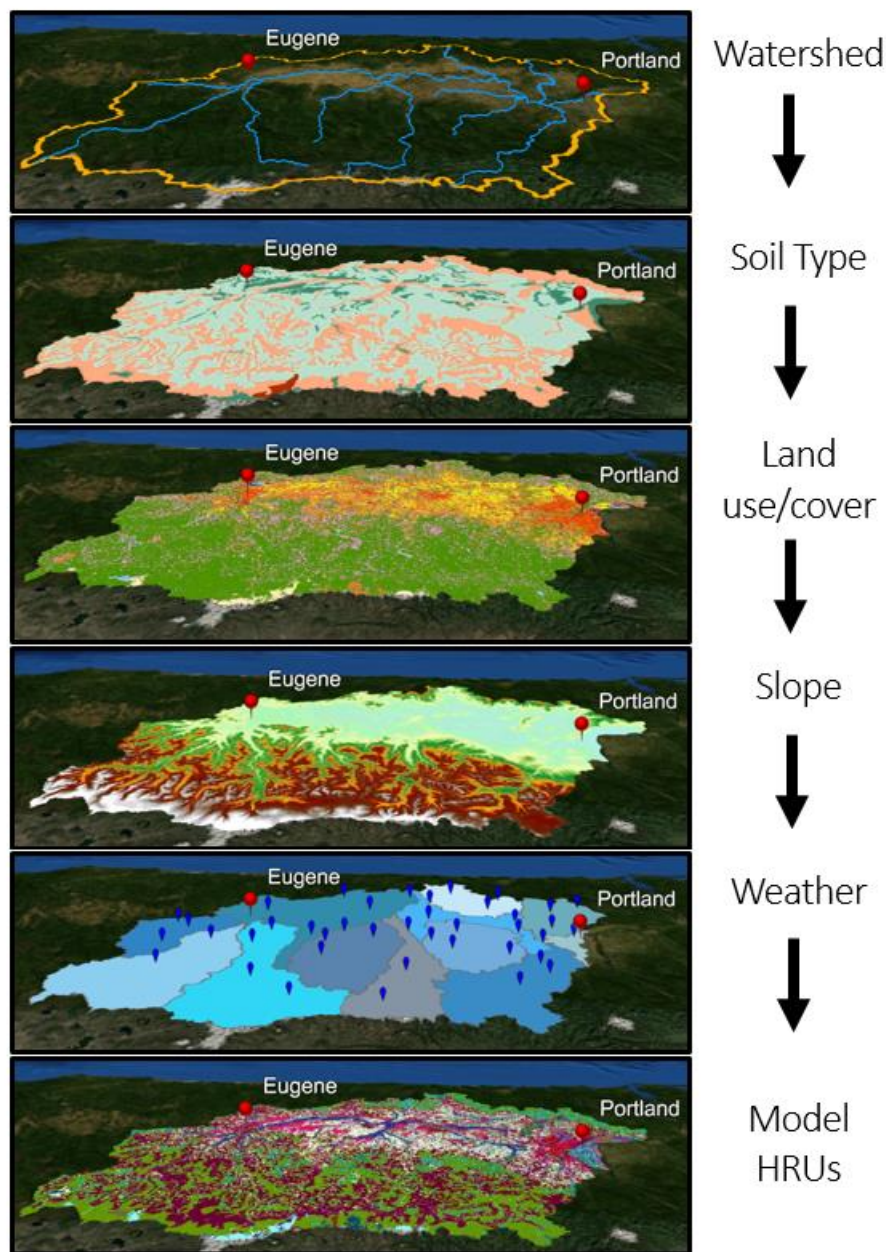 Eugene
Portland
Watershed
Eugene
Portland
Soil Type
Eugene
Portland
Land
use/cover
Eugene
Portland
Slope
Eugene
Portland
Weather
Eugene
Portland
Model
HRUs